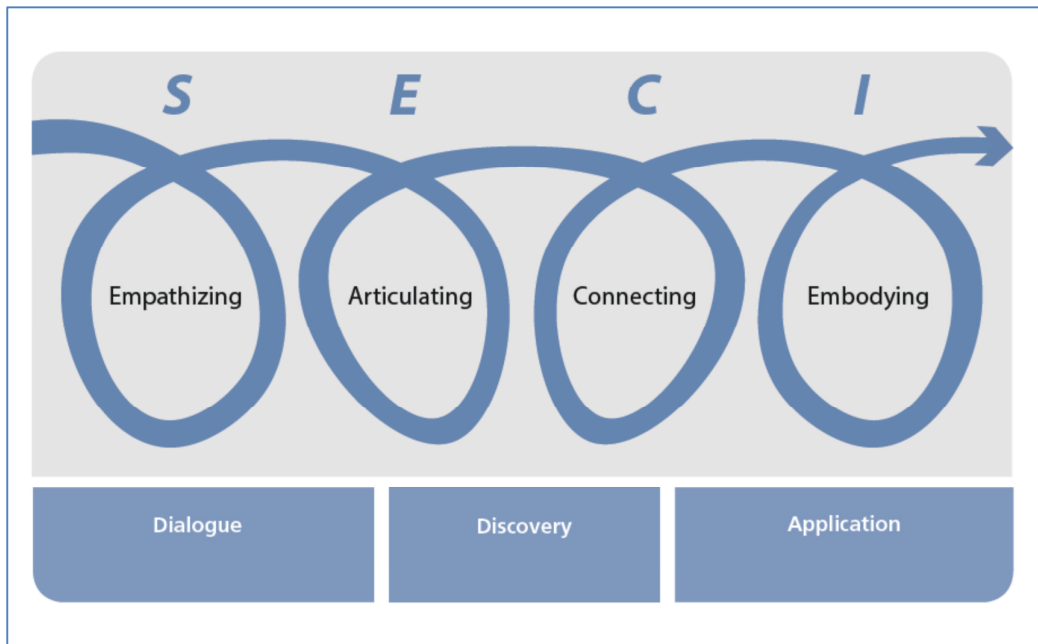 S E C I
Empathizing Articulating Connecting Embodying
Dialogue Discovery Application